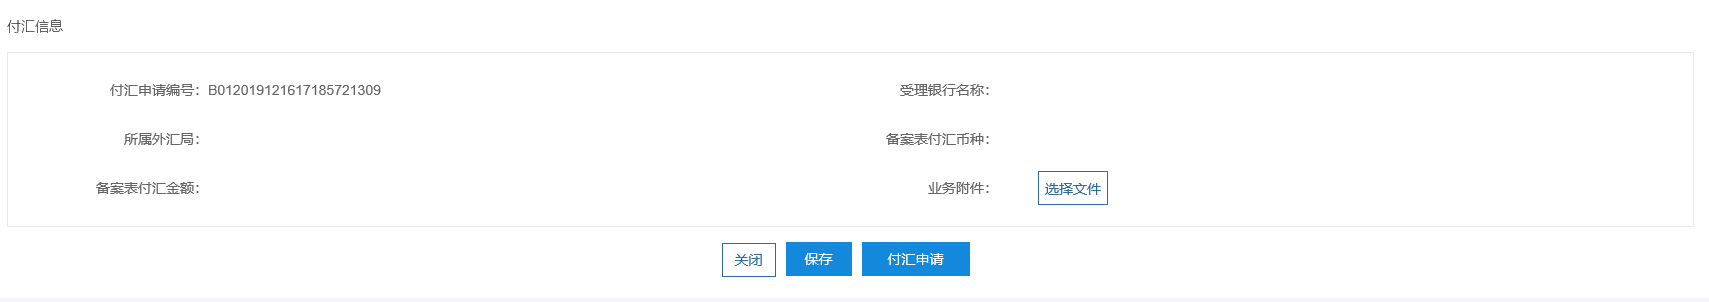 付汇信息
付汇申请编号：B012019121617185721309 受理银行名称：
所属外汇局： 备案表付汇币种：
备案表付汇金额： 业务附件： 选择文件
关闭 保存 付汇申请